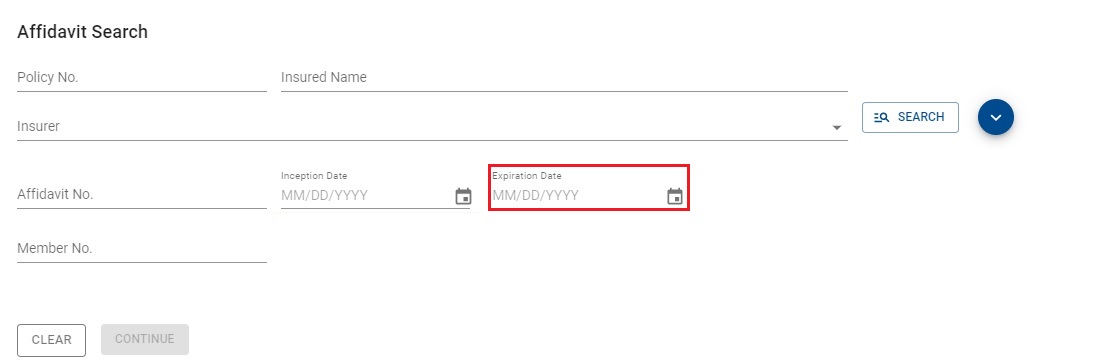 Affidavit Search
Policy No.
Insured Name
Insurer
SEARCH
Affidavit No.
Inception Date
MM/DD/YYYY
Expiration Date
MM/DD/YYYY
Member No.
CLEAR
CONTINUE